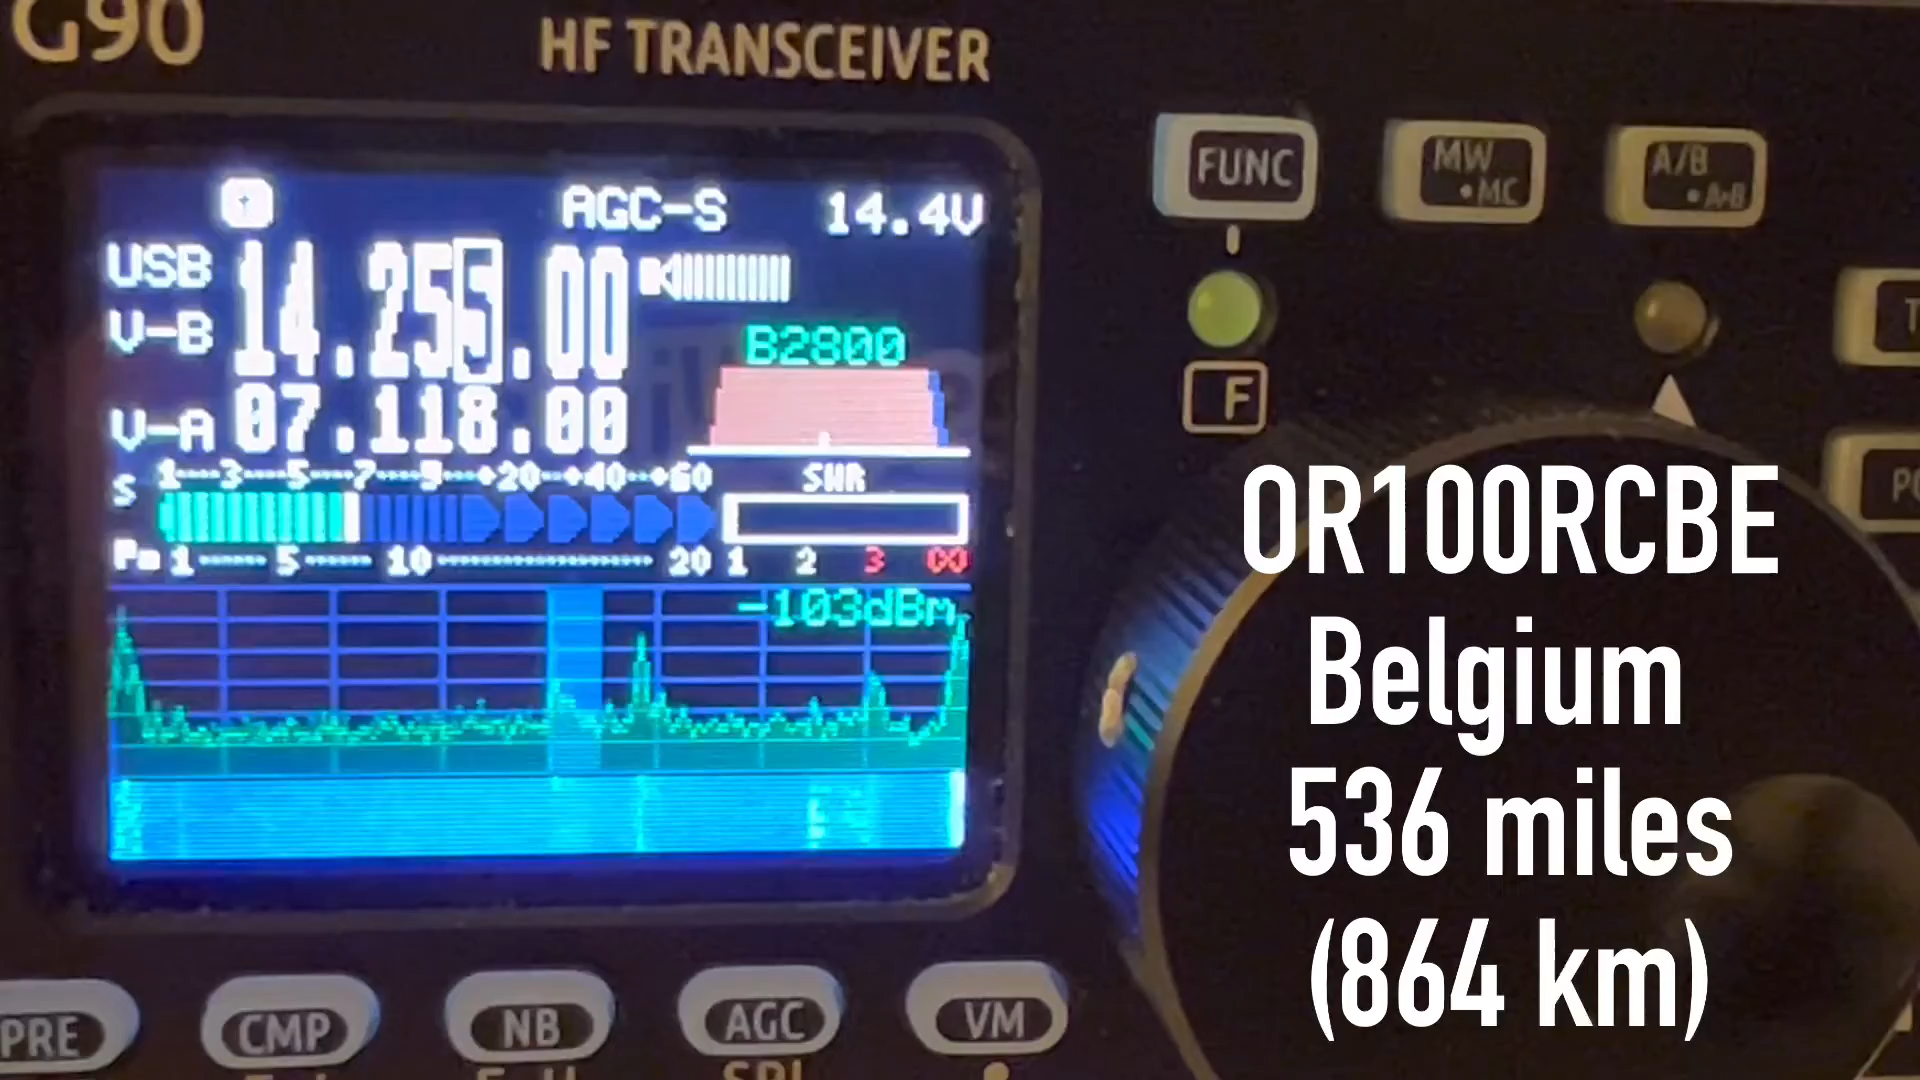 G90 HF TRANSCEIVER
AGC-S 14.4V
USB 14.255.00
V-B
B2800
V-A 07.118.00
S 1 3 5 7 9 +20 +40 +60 SWR
Po 1 5 10 20 1 2 3 ∞
-103dBm
FUNC
MW
•MC
A/B
•A▸B
F
OR100RCBE
Belgium
536 miles
(864 km)
PRE CMP NB AGC VM